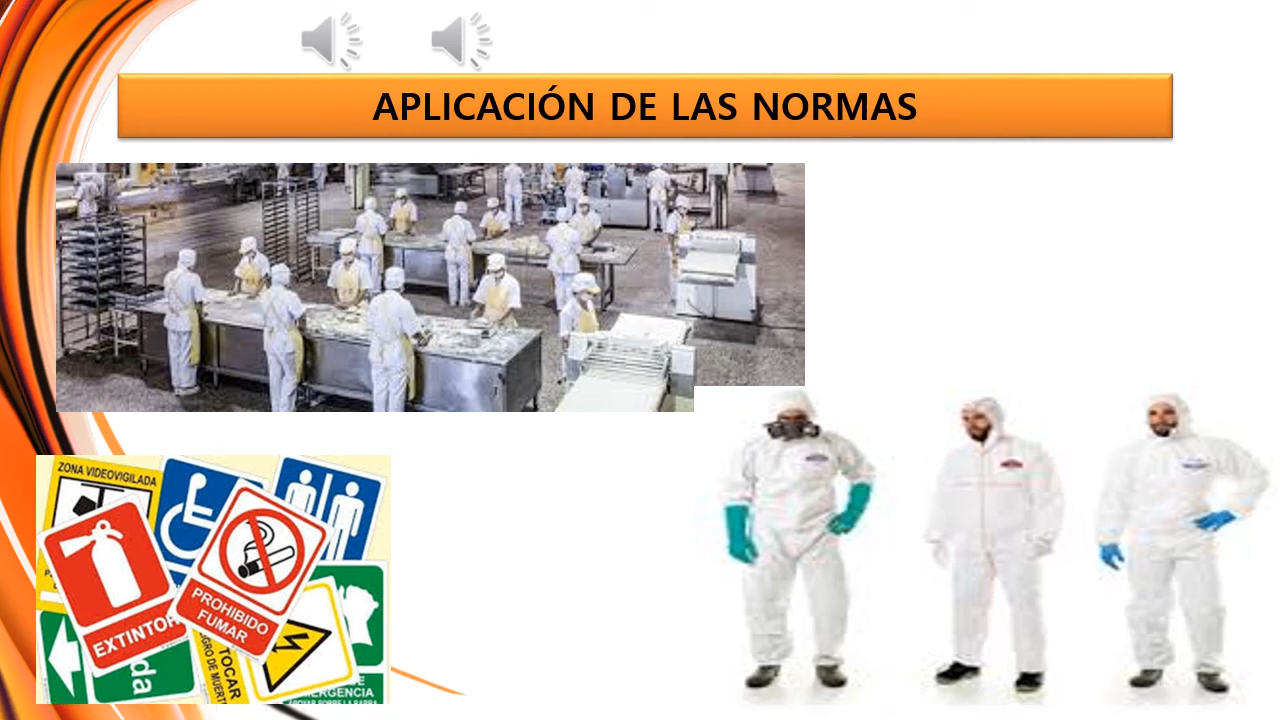 APLICACIÓN DE LAS NORMAS
ZONA VIDEOVIGILADA
EXTINTOR
PROHIBIDO
FUMAR
TOCAR